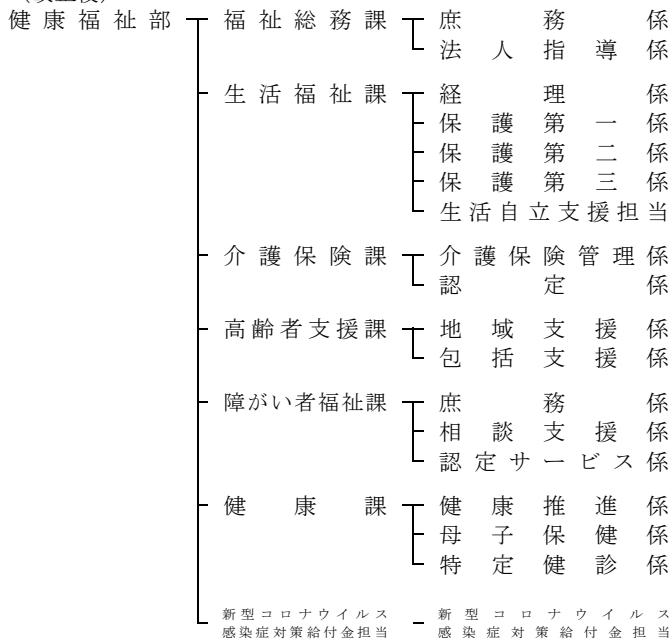 健康福祉部 福祉総務課 庶務係
法人指導係
生活福祉課 経理係
保護第一係
保護第二係
保護第三係
生活自立支援担当
介護保険課 介護保険管理係
認定係
高齢者支援課 地域支援係
包括支援係
障がい者福祉課 庶務係
相談支援係
認定サービス係
健康課 健康推進係
母子保健係
特定健診係
新型コロナウイルス 新型コロナウイルス
感染症対策給付金担当 感染症対策給付金担当